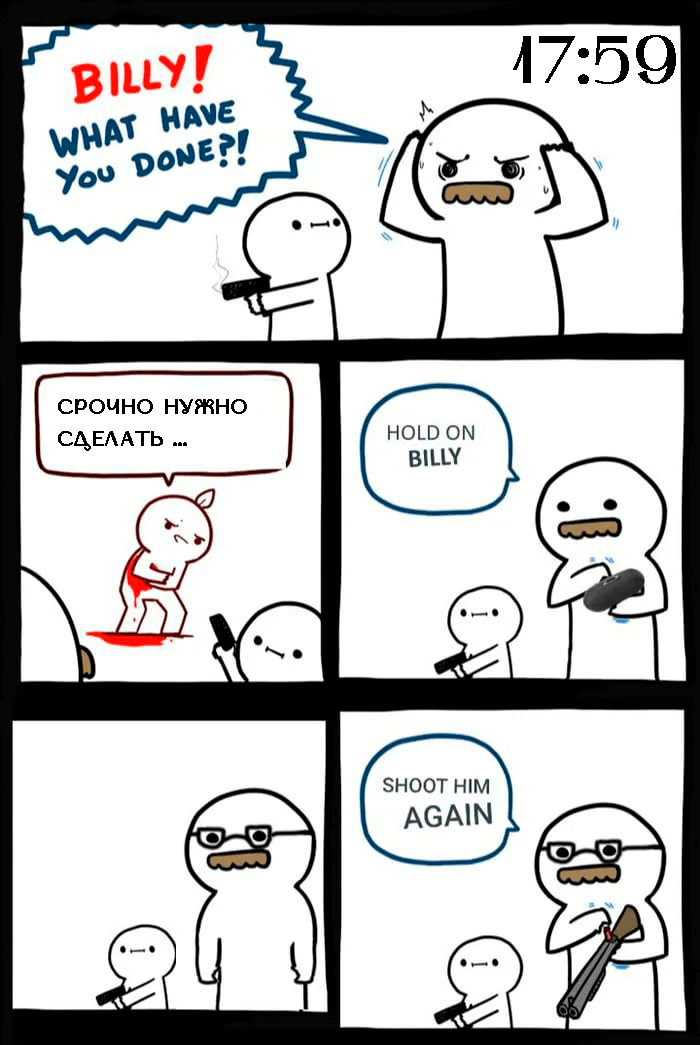 17:59
BILLY!
WHAT HAVE
YOU DONE?!
СРОЧНО НУЖНО
СДЕЛАТЬ ...
HOLD ON
BILLY
SHOOT HIM
AGAIN